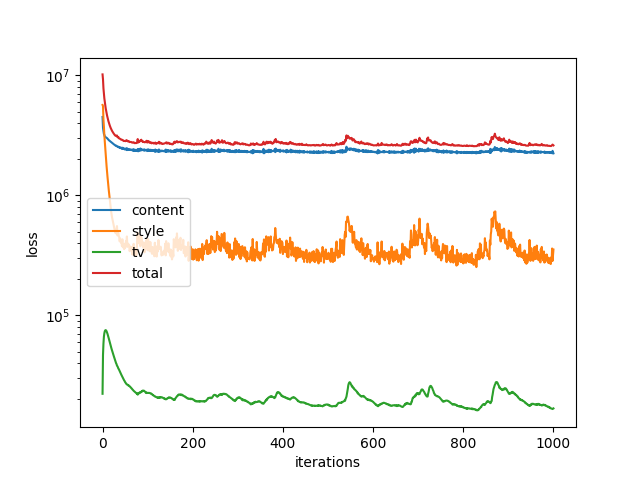 10⁷
10⁶
10⁵
loss
content
style
tv
total
0 200 400 600 800 1000
iterations